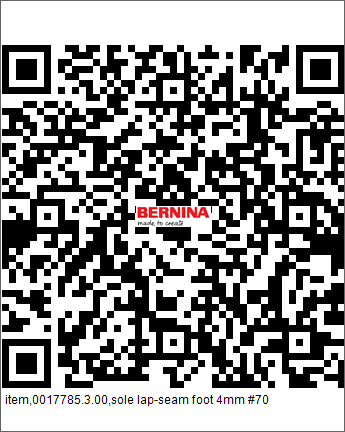 BERNINA
made to create
item,0017785.3.00,sole lap-seam foot 4mm #70